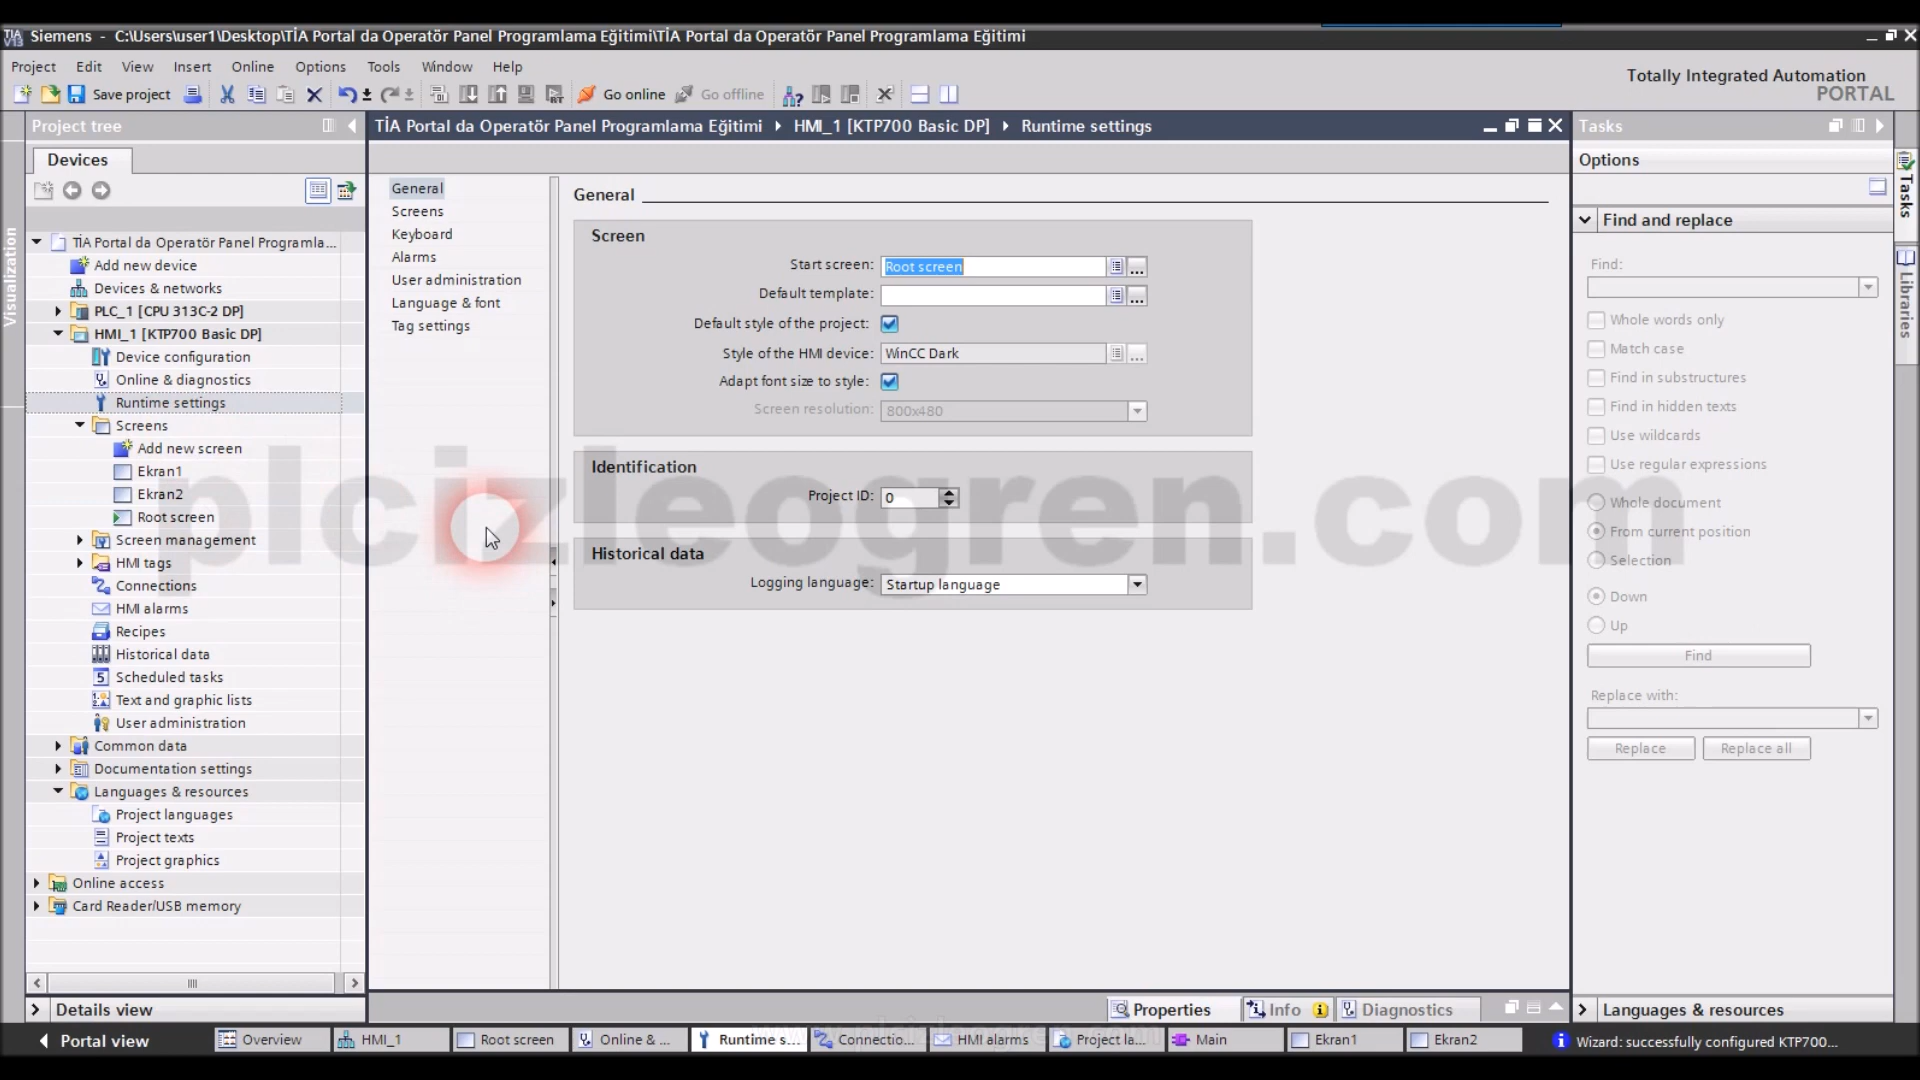 TIA V13 Siemens - C:\Users\user1\Desktop\TİA Portal da Operatör Panel Programlama Eğitimi\TİA Portal da Operatör Panel Programlama Eğitimi
Project Edit View Insert Online Options Tools Window Help
Totally Integrated Automation
PORTAL
Save project Go online Go offline
Project tree
TİA Portal da Operatör Panel Programlama Eğitimi HMI_1 [KTP700 Basic DP] Runtime settings
Tasks
Devices
Options
Visualization
Tasks
Libraries
TİA Portal da Operatör Panel Programla...
Add new device
Devices & networks
PLC_1 [CPU 313C-2 DP]
HMI_1 [KTP700 Basic DP]
Device configuration
Online & diagnostics
Runtime settings
Screens
Add new screen
Ekran1
Ekran2
Root screen
Screen management
HMI tags
Connections
HMI alarms
Recipes
Historical data
Scheduled tasks
Text and graphic lists
User administration
Common data
Documentation settings
Languages & resources
Project languages
Project texts
Project graphics
Online access
Card Reader/USB memory
Details view
General
Screens
Keyboard
Alarms
User administration
Language & font
Tag settings
General
Screen
Start screen: Root screen ...
Default template: ...
Default style of the project:
Style of the HMI device: WinCC Dark ...
Adapt font size to style:
Screen resolution: 800x480
Identification
Project ID: 0
Historical data
Logging language: Startup language
plcizleogren.com
Find and replace
Find:
Whole words only
Match case
Find in substructures
Find in hidden texts
Use wildcards
Use regular expressions
Whole document
From current position
Selection
Down
Up
Find
Replace with:
Replace Replace all
Languages & resources
Properties Info Diagnostics
Portal view Overview HMI_1 Root screen Online & ... Runtime s... Connectio... HMI alarms Project la... Main Ekran1 Ekran2 Wizard: successfully configured KTP700...
www.plcizleogren.com